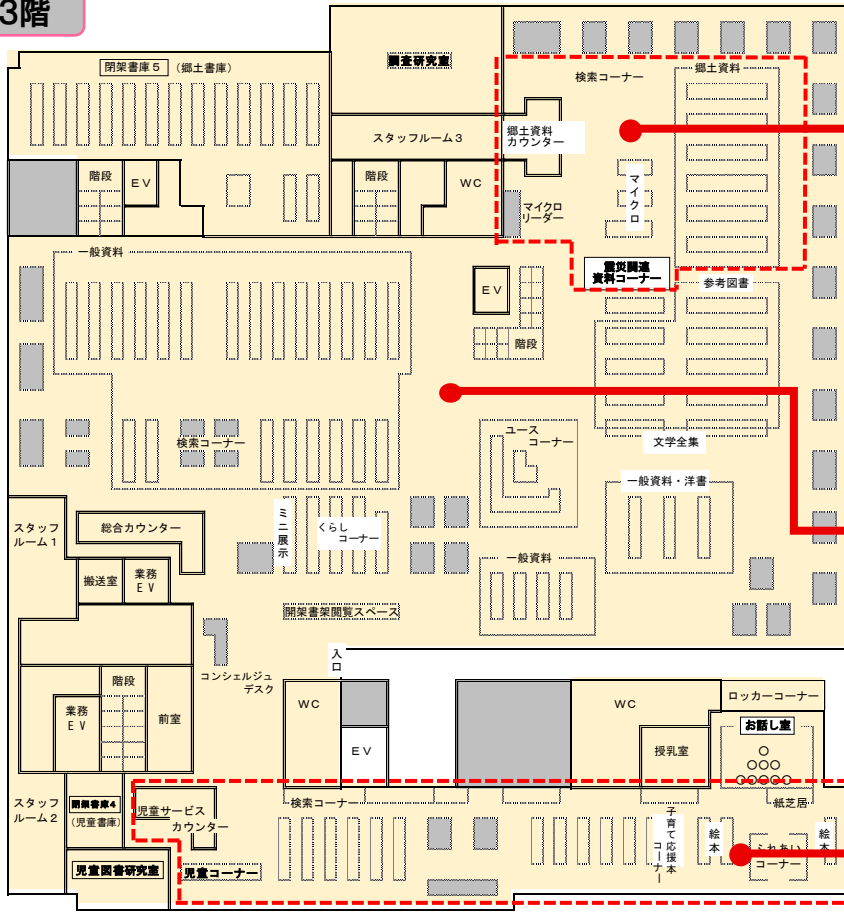 3階
調査研究室
閉架書庫5 (郷土書庫)
検索コーナー
郷土資料
スタッフルーム3
郷土資料
カウンター
階段
EV
階段
WC
マイクロ
マイクロ
リーダー
一般資料
震災関連
資料コーナー
参考図書
EV
階段
検索コーナー
ユース
コーナー
文学全集
一般資料・洋書
スタッフ
ルーム1
総合カウンター
ミニ展示
くらし
コーナー
搬送室
業務
EV
一般資料
開架書架閲覧スペース
入口
コンシェルジュ
デスク
階段
業務
EV
前室
WC
EV
WC
授乳室
ロッカーコーナー
お話し室
スタッフ
ルーム2
閉架書庫4
(児童書庫)
児童サービス
カウンター
検索コーナー
紙芝居
子育て応援本
コーナー
絵本
ふれあい
コーナー
絵本
児童図書研究室
児童コーナー